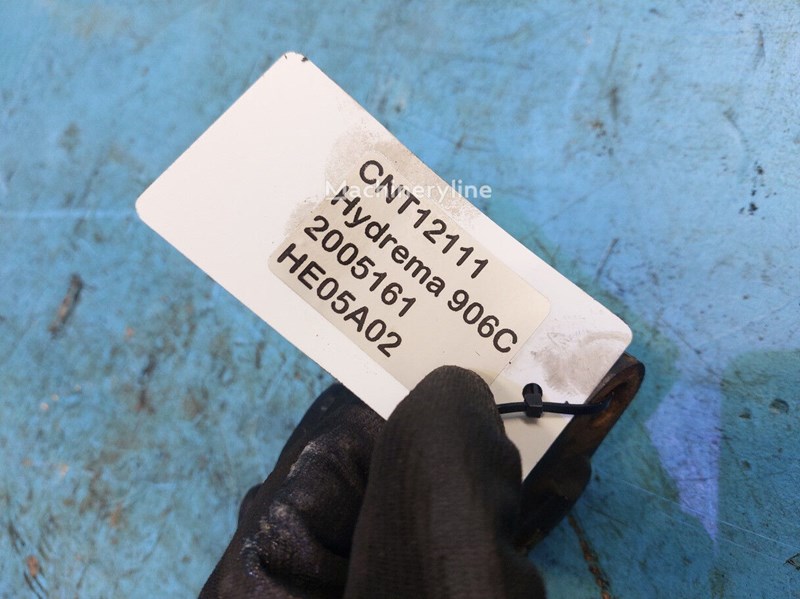 Machineryline
CNT12111
Hydrema 906C
2005161
HE05A02